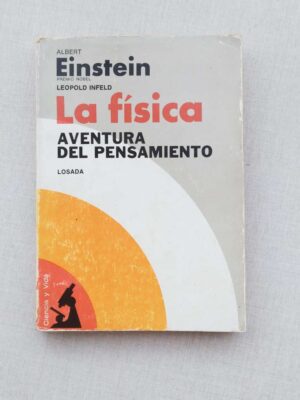 ALBERT
Einstein
PREMIO NOBEL
LEOPOLD INFELD
La física
AVENTURA
DEL PENSAMIENTO
LOSADA
Ciencia y Vida